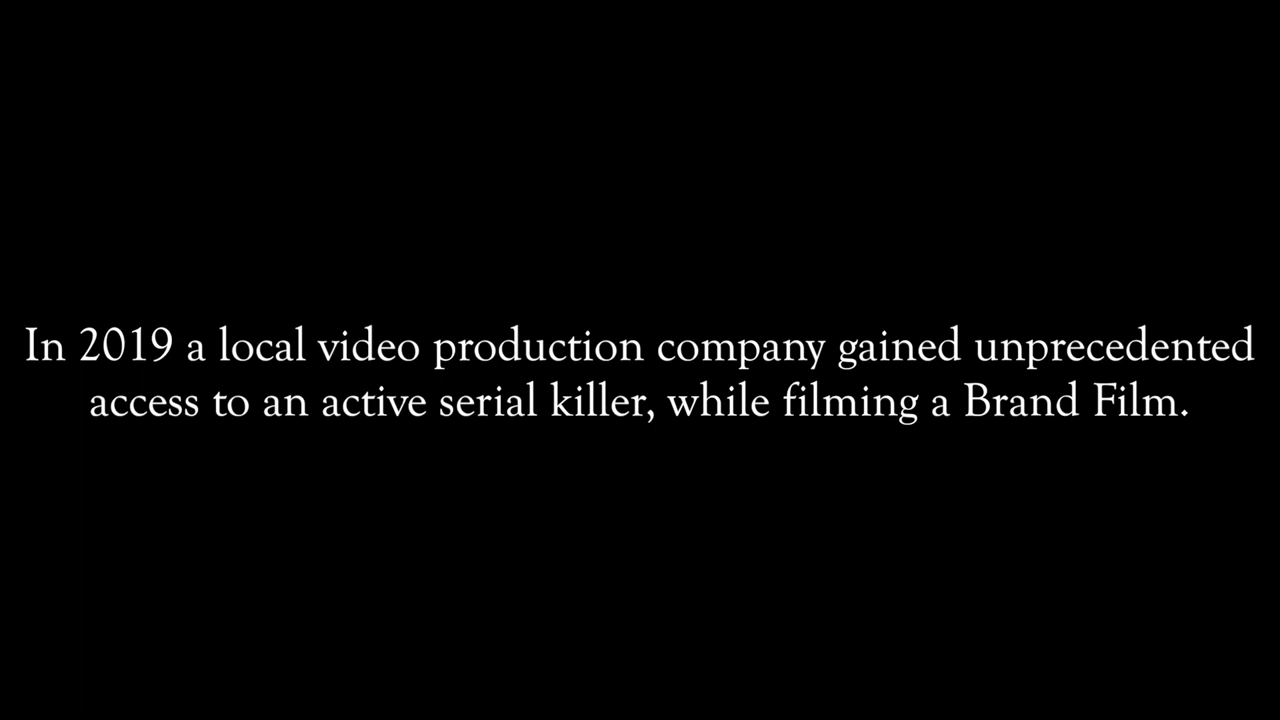 In 2019 a local video production company gained unprecedented
access to an active serial killer, while filming a Brand Film.